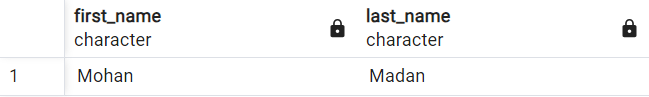 first_name last_name
character character
1 Mohan Madan